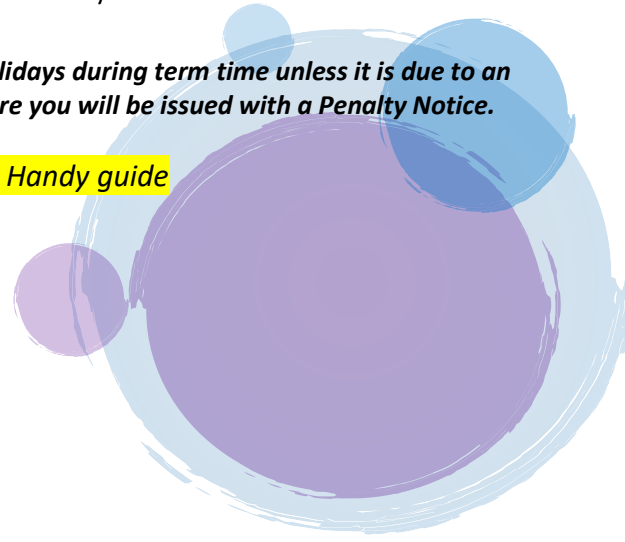 lidays during term time unless it is due to an
re you will be issued with a Penalty Notice.
Handy guide